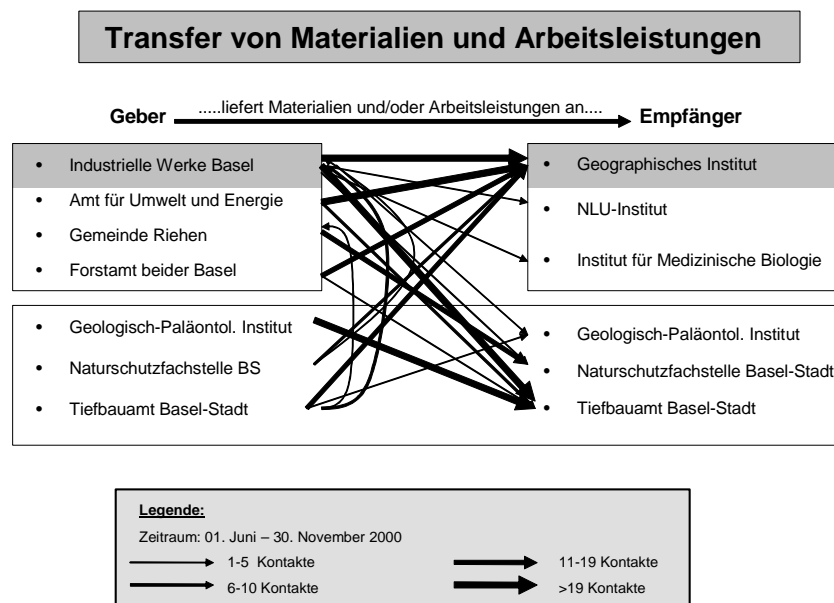 Transfer von Materialien und Arbeitsleistungen
Geber
.....liefert Materialien und/oder Arbeitsleistungen an....
Empfänger
• Industrielle Werke Basel
• Amt für Umwelt und Energie
• Gemeinde Riehen
• Forstamt beider Basel
• Geologisch-Paläontol. Institut
• Naturschutzfachstelle BS
• Tiefbauamt Basel-Stadt
• Geographisches Institut
• NLU-Institut
• Institut für Medizinische Biologie
• Geologisch-Paläontol. Institut
• Naturschutzfachstelle Basel-Stadt
• Tiefbauamt Basel-Stadt
Legende:
Zeitraum: 01. Juni – 30. November 2000
1-5 Kontakte
6-10 Kontakte
11-19 Kontakte
>19 Kontakte